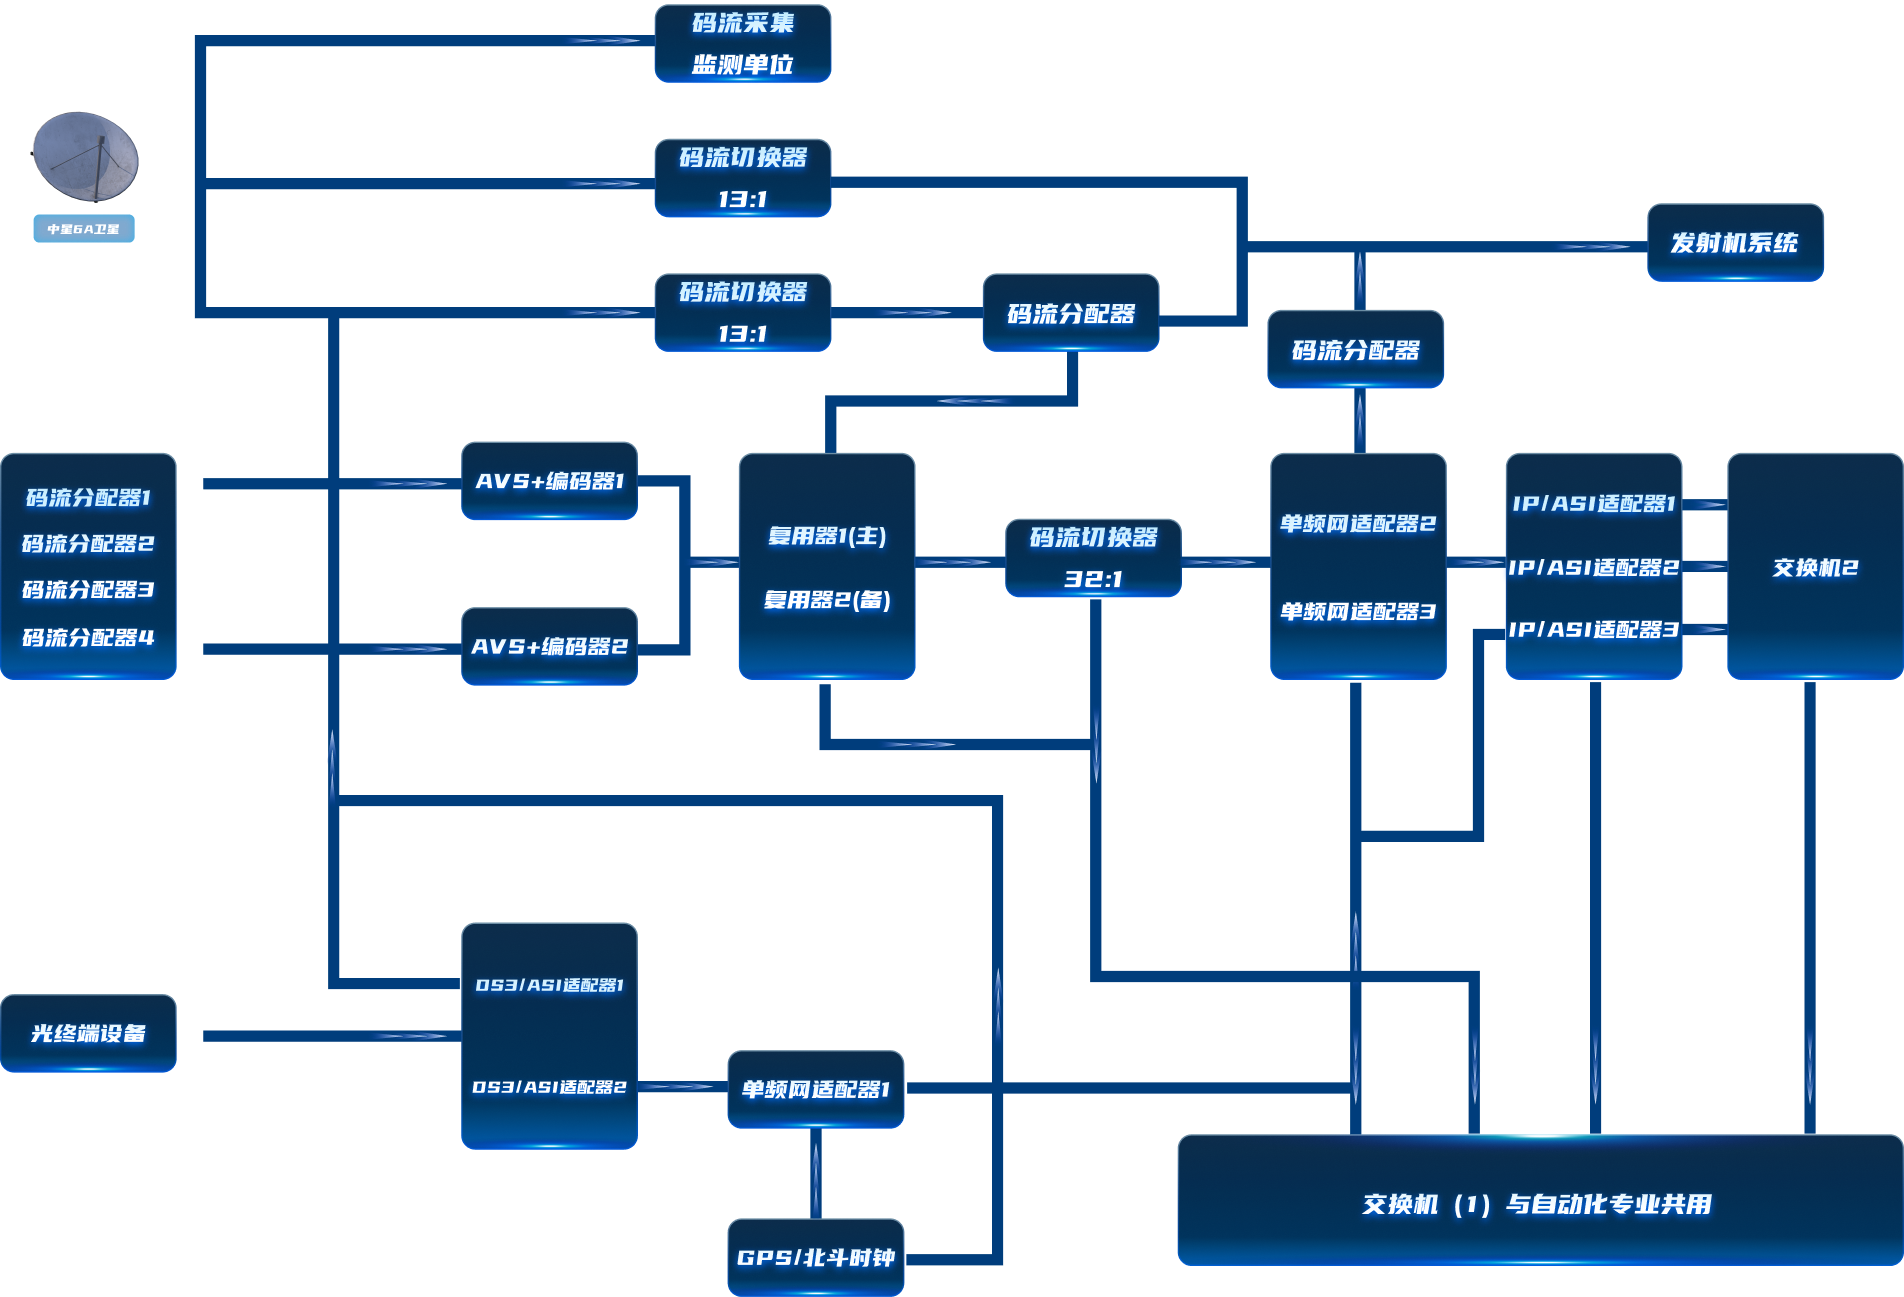 码流采集
监测单位
码流切换器
13:1
中星6A卫星
发射机系统
码流切换器
13:1
码流分配器
码流分配器
码流分配器1
码流分配器2
码流分配器3
码流分配器4
AVS+编码器1
AVS+编码器2
复用器1(主)
复用器2(备)
码流切换器
32:1
单频网适配器2
单频网适配器3
IP/ASI适配器1
IP/ASI适配器2
IP/ASI适配器3
交换机2
光终端设备
DS3/ASI适配器1
DS3/ASI适配器2
单频网适配器1
GPS/北斗时钟
交换机（1）与自动化专业共用